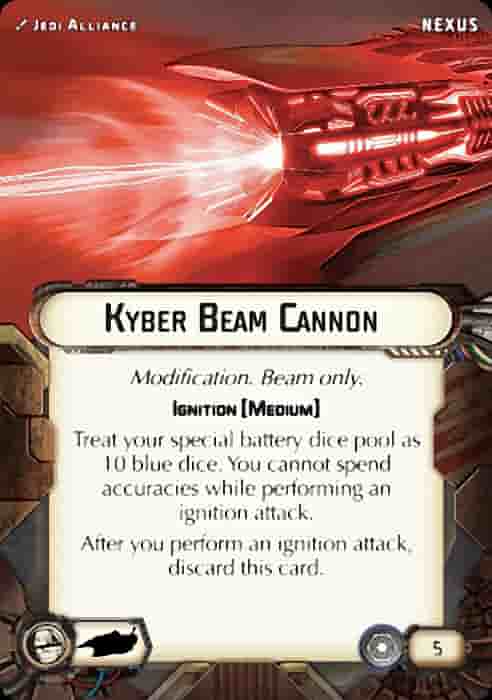 Jedi Alliance
NEXUS
Kyber Beam Cannon
Modification. Beam only.
Ignition [Medium]
Treat your special battery dice pool as
10 blue dice. You cannot spend
accuracies while performing an
ignition attack.
After you perform an ignition attack,
discard this card.
5